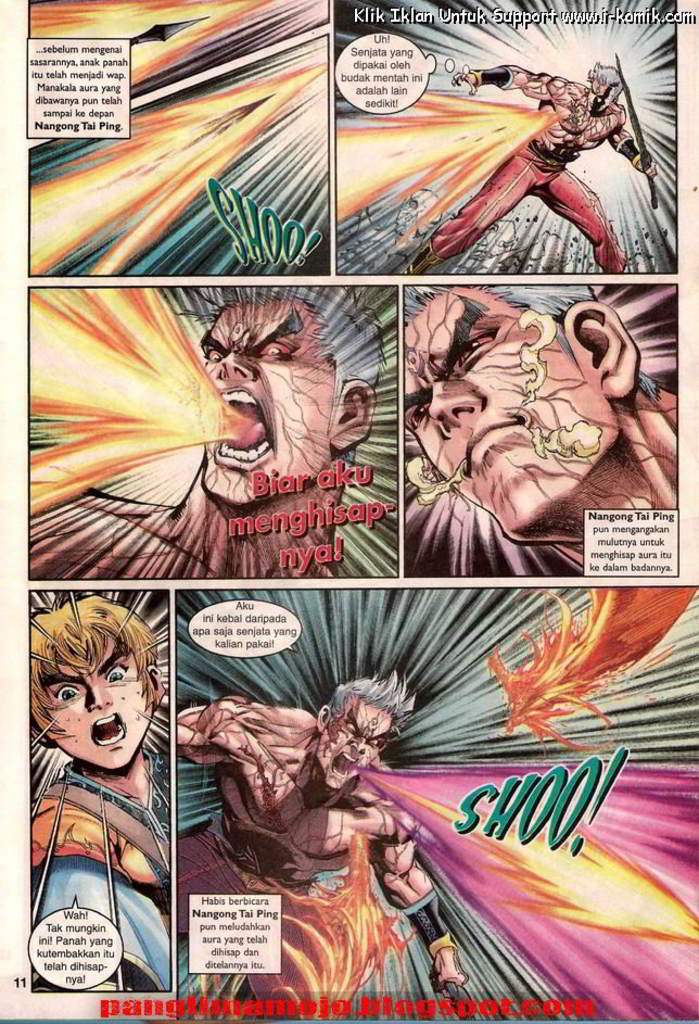 Klik Iklan Untuk Support www.i-komik.com
...sebelum mengenai
sasarannya, anak panah
itu telah menjadi wap.
Manakala aura yang
dibawanya pun telah
sampai ke depan
Nangong Tai Ping.
SHOO!
Uh!
Senjata yang
dipakai oleh
budak mentah ini
adalah lain
sedikit!
Biar aku
menghisap-
nya!
Nangong Tai Ping
pun mengangakan
mulutnya untuk
menghisap aura itu
ke dalam badannya.
Wah!
Tak mungkin
ini! Panah yang
kutembakkan itu
telah dihisap-
nya!
Aku
ini kebal daripada
apa saja senjata yang
kalian pakai!
SHOO!
Habis berbicara
Nangong Tai Ping
pun meludahkan
aura yang telah
dihisap dan
ditelannya itu.
11
panglimamojo.blogspot.com